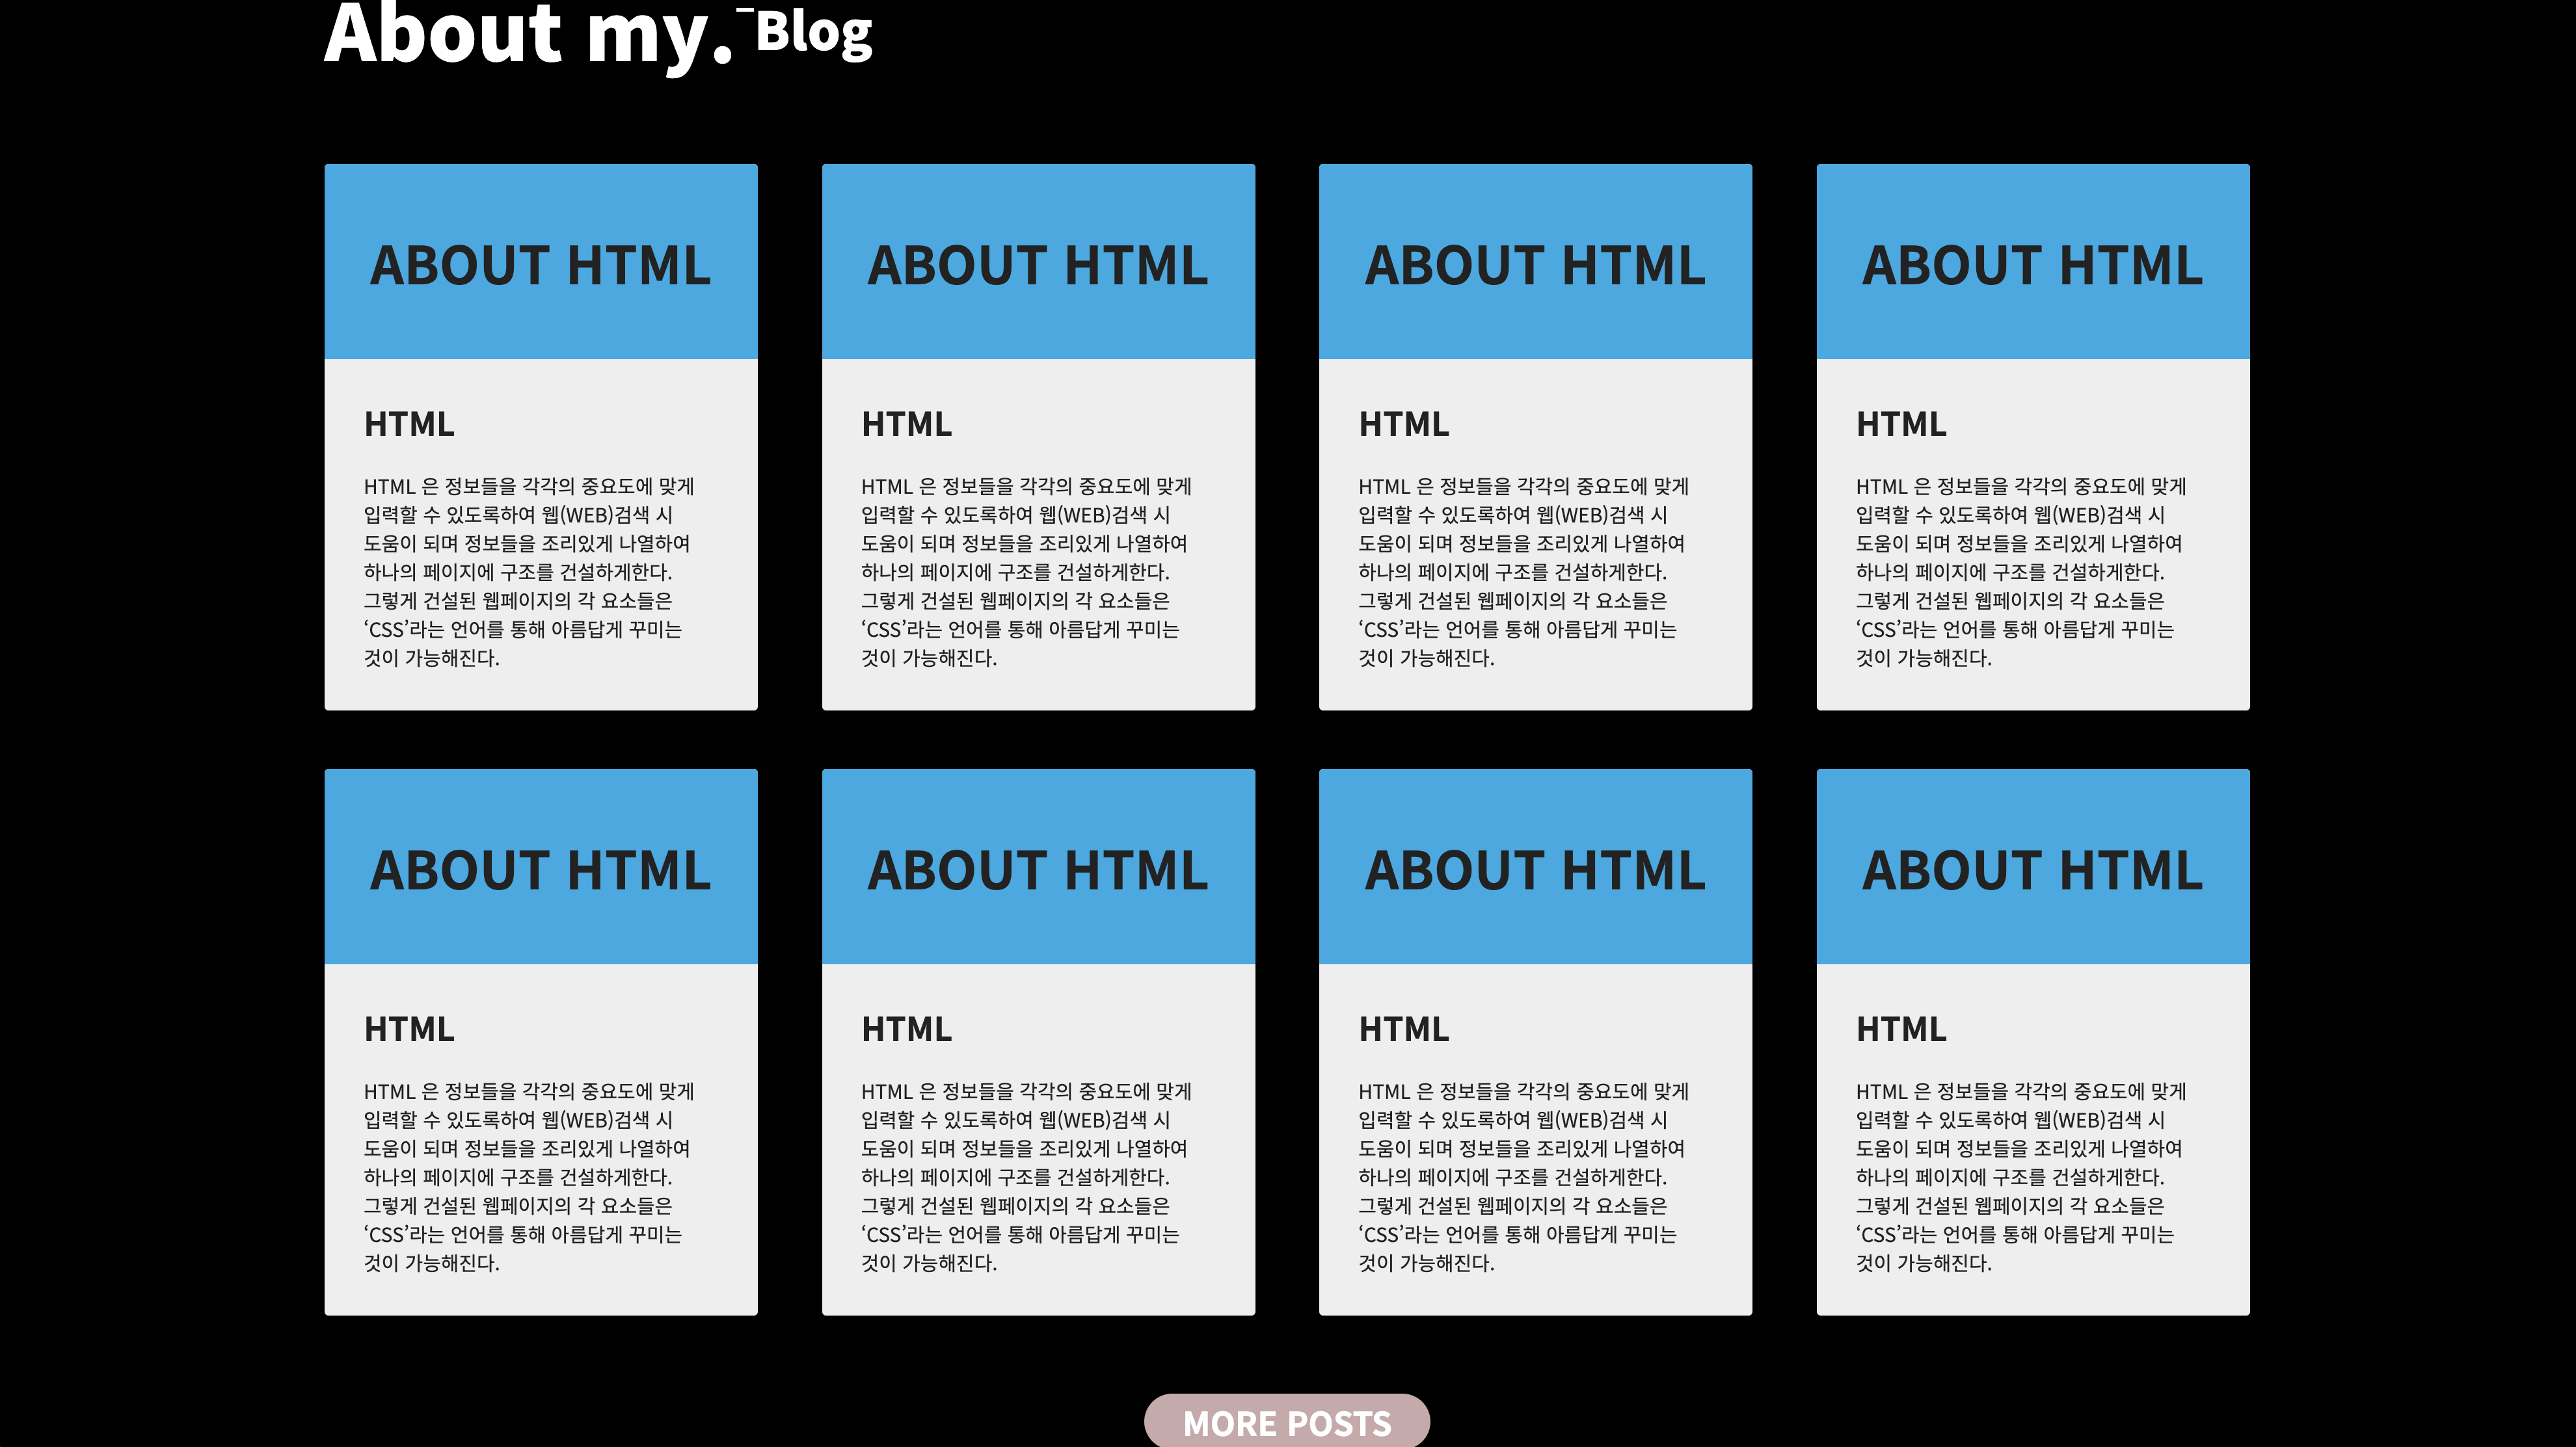 About my. Blog
ABOUT HTML
HTML
HTML 은 정보들을 각각의 중요도에 맞게
입력할 수 있도록하여 웹(WEB)검색 시
도움이 되며 정보들을 조리있게 나열하여
하나의 페이지에 구조를 건설하게한다.
그렇게 건설된 웹페이지의 각 요소들은
‘CSS’라는 언어를 통해 아름답게 꾸미는
것이 가능해진다.
ABOUT HTML
HTML
HTML 은 정보들을 각각의 중요도에 맞게
입력할 수 있도록하여 웹(WEB)검색 시
도움이 되며 정보들을 조리있게 나열하여
하나의 페이지에 구조를 건설하게한다.
그렇게 건설된 웹페이지의 각 요소들은
‘CSS’라는 언어를 통해 아름답게 꾸미는
것이 가능해진다.
ABOUT HTML
HTML
HTML 은 정보들을 각각의 중요도에 맞게
입력할 수 있도록하여 웹(WEB)검색 시
도움이 되며 정보들을 조리있게 나열하여
하나의 페이지에 구조를 건설하게한다.
그렇게 건설된 웹페이지의 각 요소들은
‘CSS’라는 언어를 통해 아름답게 꾸미는
것이 가능해진다.
ABOUT HTML
HTML
HTML 은 정보들을 각각의 중요도에 맞게
입력할 수 있도록하여 웹(WEB)검색 시
도움이 되며 정보들을 조리있게 나열하여
하나의 페이지에 구조를 건설하게한다.
그렇게 건설된 웹페이지의 각 요소들은
‘CSS’라는 언어를 통해 아름답게 꾸미는
것이 가능해진다.
ABOUT HTML
HTML
HTML 은 정보들을 각각의 중요도에 맞게
입력할 수 있도록하여 웹(WEB)검색 시
도움이 되며 정보들을 조리있게 나열하여
하나의 페이지에 구조를 건설하게한다.
그렇게 건설된 웹페이지의 각 요소들은
‘CSS’라는 언어를 통해 아름답게 꾸미는
것이 가능해진다.
ABOUT HTML
HTML
HTML 은 정보들을 각각의 중요도에 맞게
입력할 수 있도록하여 웹(WEB)검색 시
도움이 되며 정보들을 조리있게 나열하여
하나의 페이지에 구조를 건설하게한다.
그렇게 건설된 웹페이지의 각 요소들은
‘CSS’라는 언어를 통해 아름답게 꾸미는
것이 가능해진다.
ABOUT HTML
HTML
HTML 은 정보들을 각각의 중요도에 맞게
입력할 수 있도록하여 웹(WEB)검색 시
도움이 되며 정보들을 조리있게 나열하여
하나의 페이지에 구조를 건설하게한다.
그렇게 건설된 웹페이지의 각 요소들은
‘CSS’라는 언어를 통해 아름답게 꾸미는
것이 가능해진다.
ABOUT HTML
HTML
HTML 은 정보들을 각각의 중요도에 맞게
입력할 수 있도록하여 웹(WEB)검색 시
도움이 되며 정보들을 조리있게 나열하여
하나의 페이지에 구조를 건설하게한다.
그렇게 건설된 웹페이지의 각 요소들은
‘CSS’라는 언어를 통해 아름답게 꾸미는
것이 가능해진다.
MORE POSTS